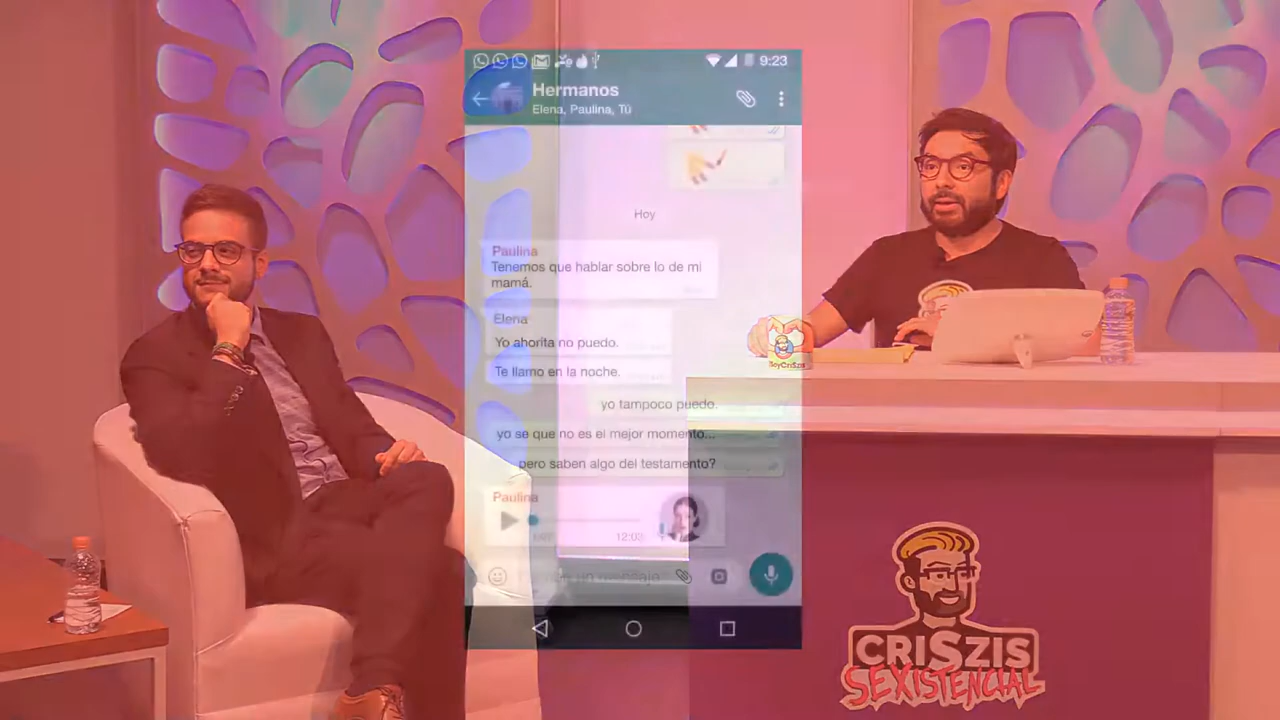 9:23
Hermanos
Elena, Paulina, Tú
Hoy
Paulina
Tenemos que hablar sobre lo de mi
mamá.
Elena
Yo ahorita no puedo.
Te llamo en la noche.
yo tampoco puedo.
yo se que no es el mejor momento...
pero saben algo del testamento?
Paulina
12:03
CRISZIS
SEXISTENCIAL